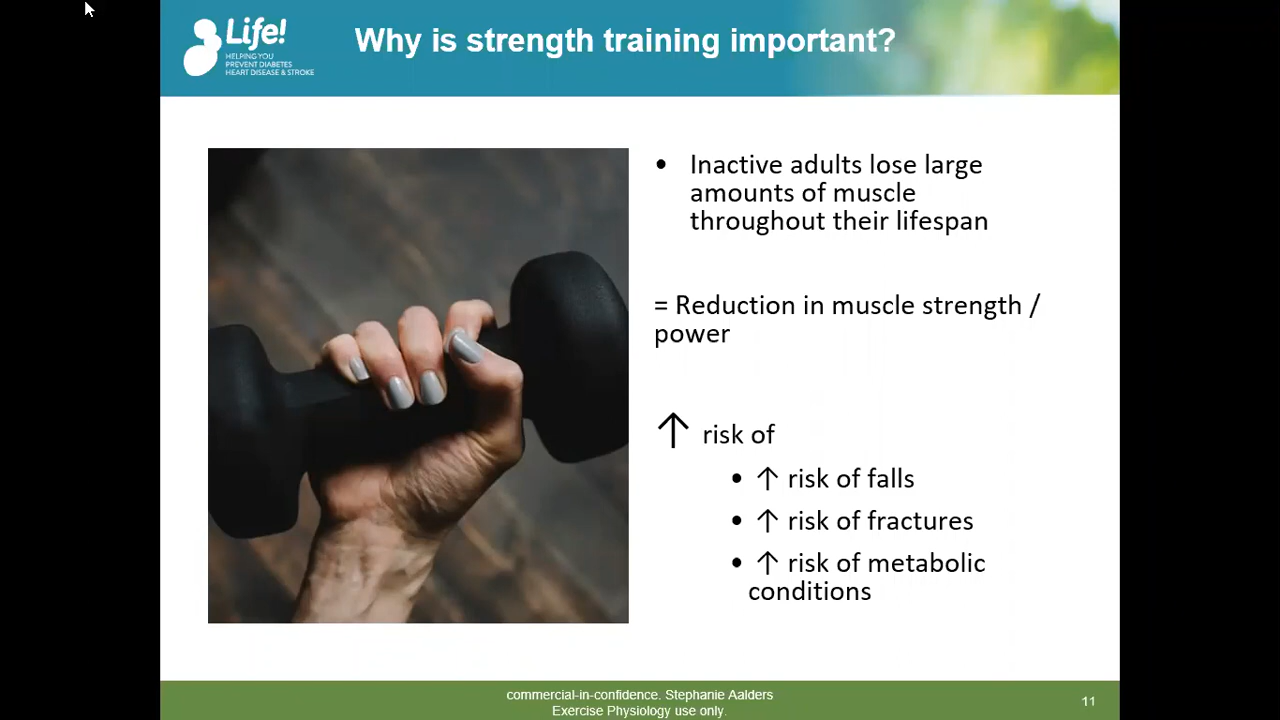 Life!
HELPING YOU
PREVENT DIABETES
HEART DISEASE & STROKE
Why is strength training important?
• Inactive adults lose large
amounts of muscle
throughout their lifespan
= Reduction in muscle strength /
power
↑ risk of
• ↑ risk of falls
• ↑ risk of fractures
• ↑ risk of metabolic
conditions
commercial-in-confidence. Stephanie Aalders
Exercise Physiology use only.
11